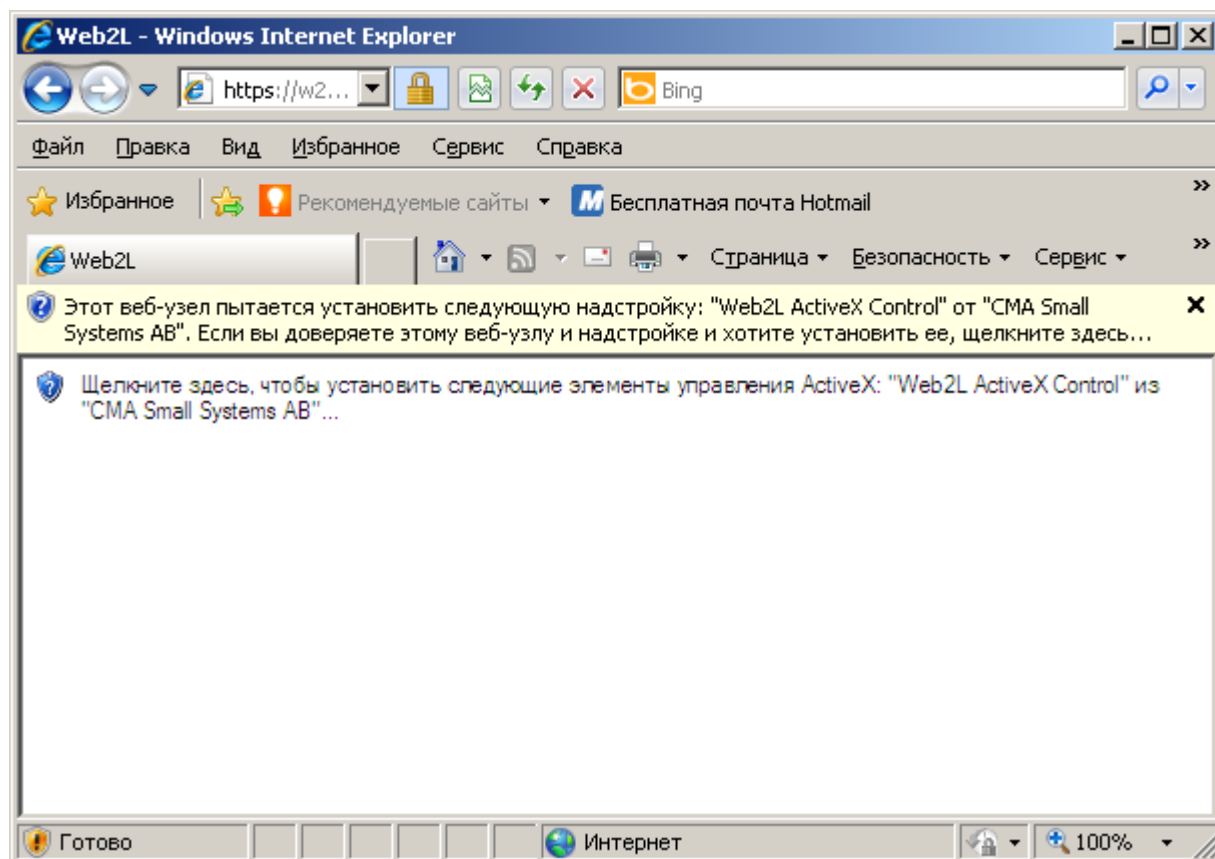 Web2L - Windows Internet Explorer
https://w2... Bing
Файл Правка Вид Избранное Сервис Справка
Избранное Рекомендуемые сайты Бесплатная почта Hotmail »
Web2L Страница Безопасность Сервис »
Этот веб-узел пытается установить следующую надстройку: "Web2L ActiveX Control" от "CMA Small
Systems AB". Если вы доверяете этому веб-узлу и надстройке и хотите установить ее, щелкните здесь...
Щелкните здесь, чтобы установить следующие элементы управления ActiveX: "Web2L ActiveX Control" из
"CMA Small Systems AB"...
Готово Интернет 100%